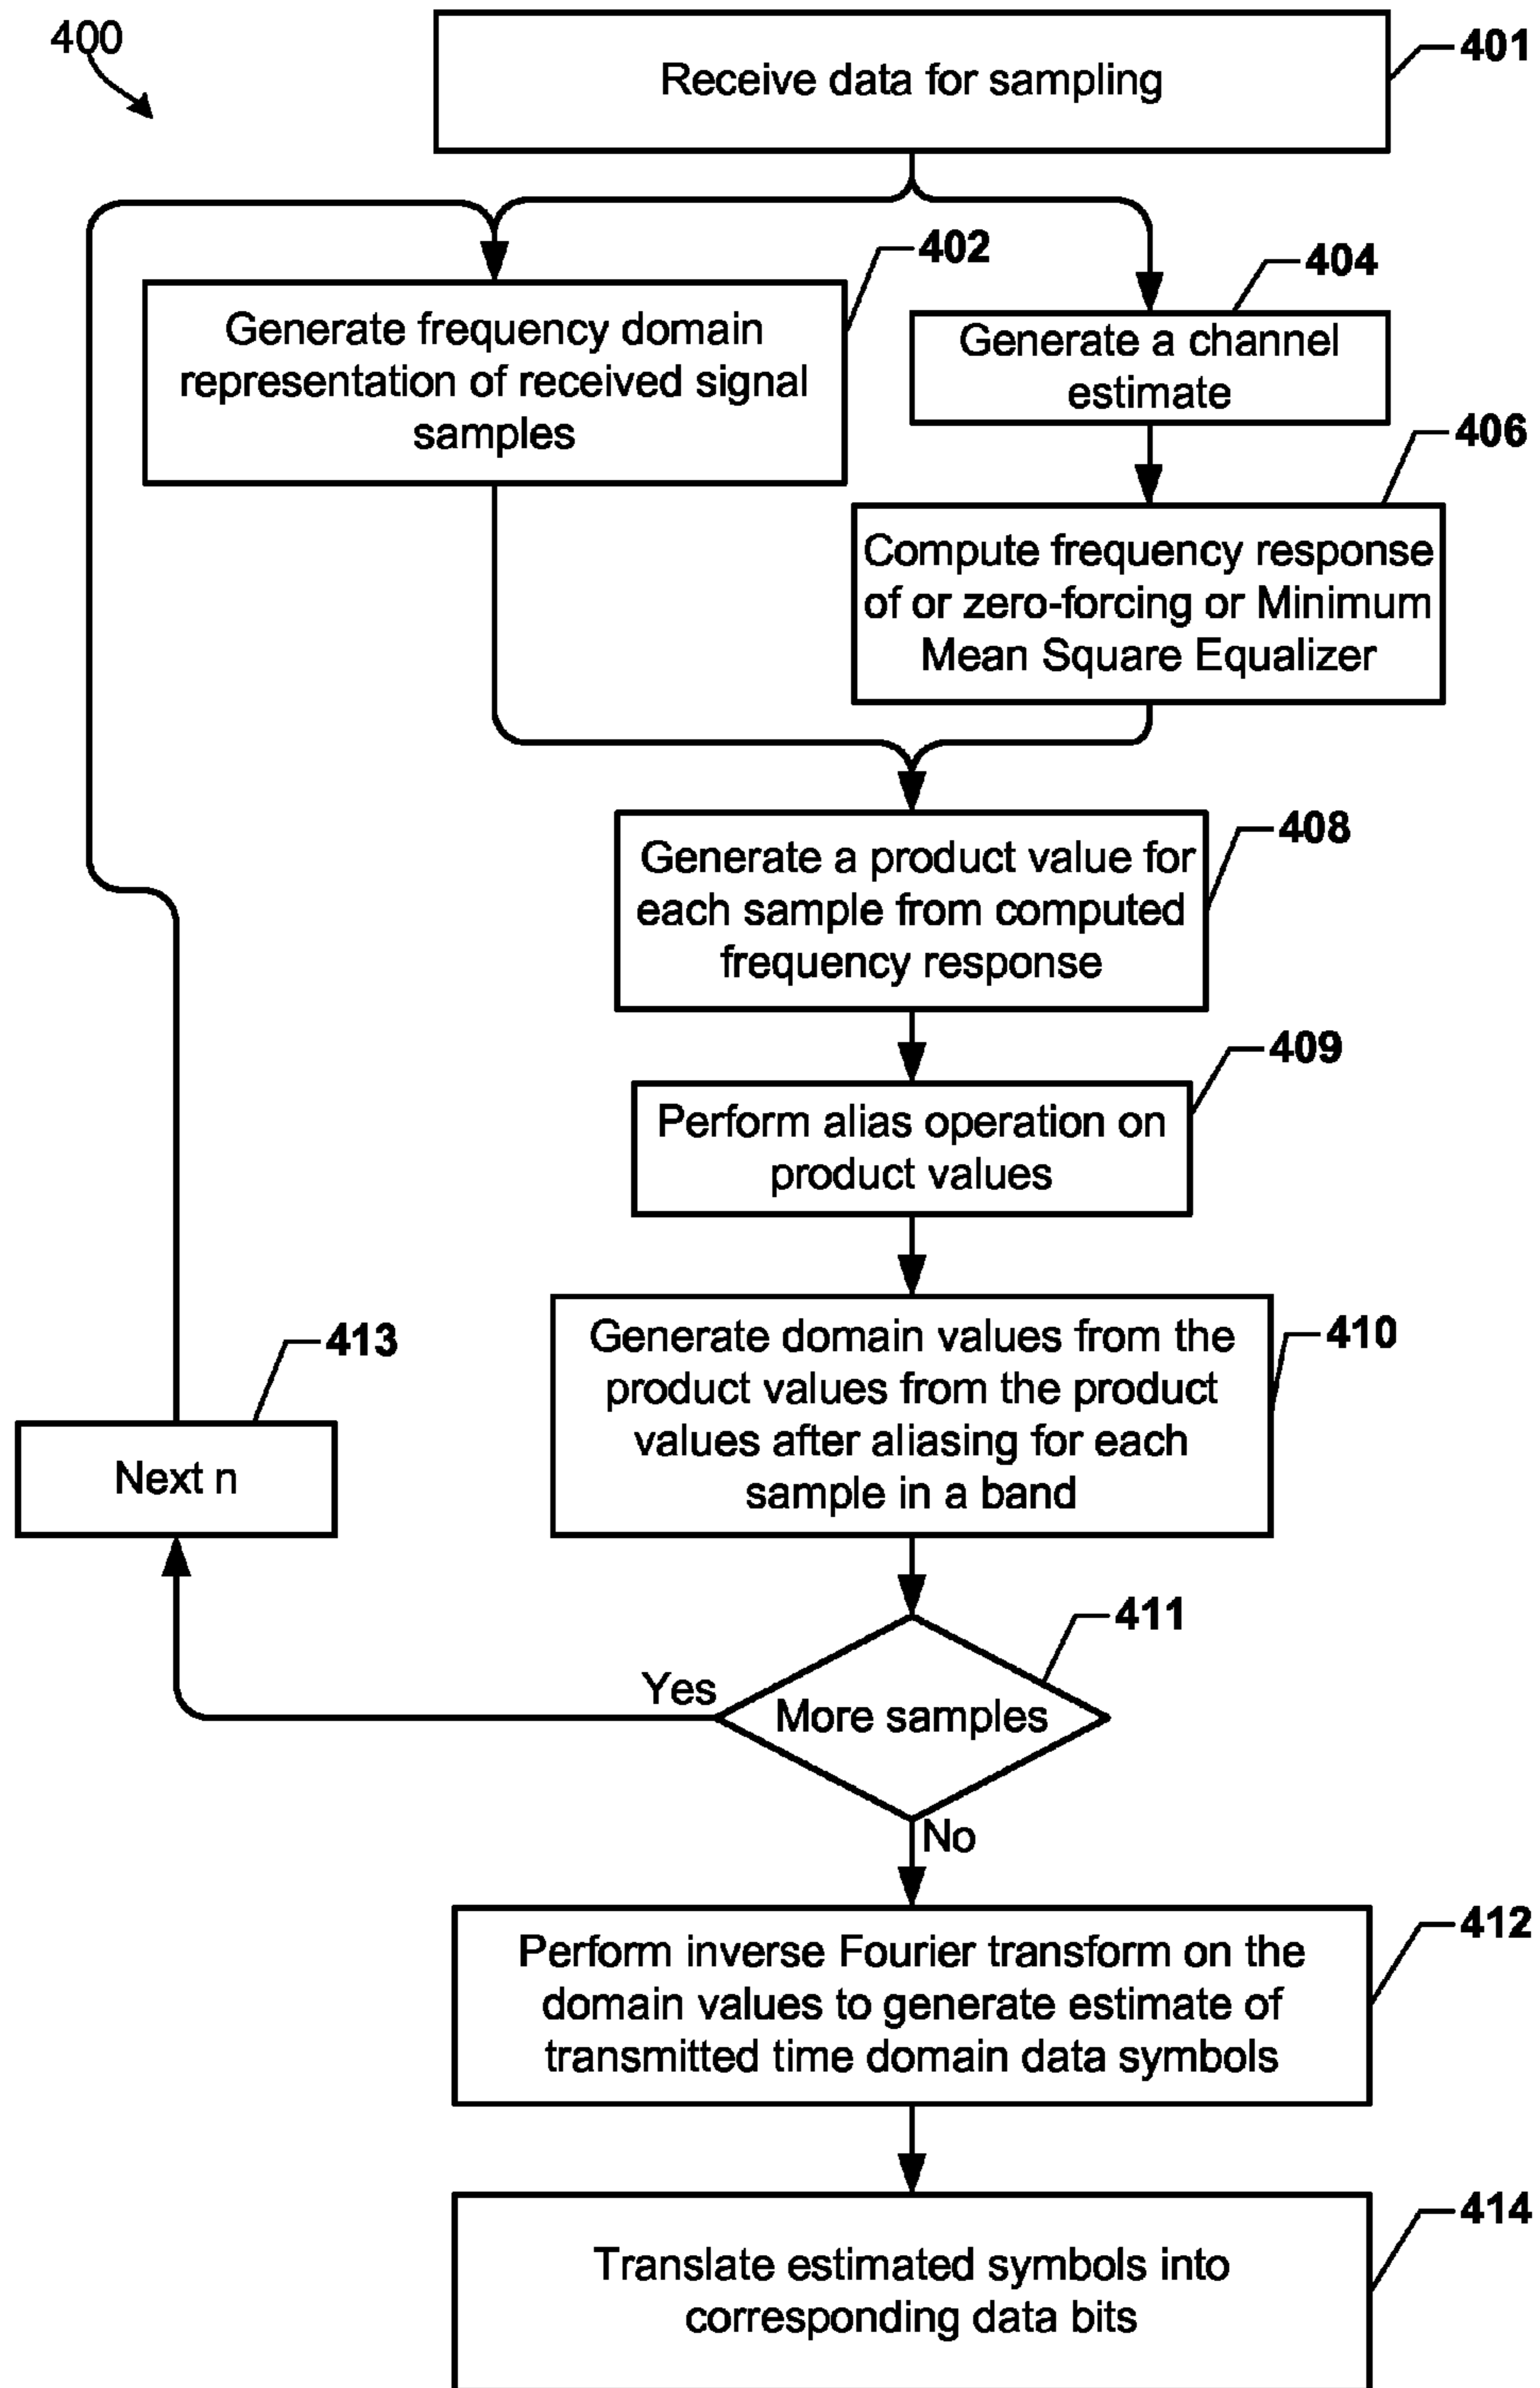 400
401
Receive data for sampling
402
404
Generate frequency domain
representation of received signal
samples
Generate a channel
estimate
406
Compute frequency response
of or zero-forcing or Minimum
Mean Square Equalizer
408
Generate a product value for
each sample from computed
frequency response
409
Perform alias operation on
product values
410
Generate domain values from the
product values from the product
values after aliasing for each
sample in a band
413
Next n
411
Yes
More samples
No
412
Perform inverse Fourier transform on the
domain values to generate estimate of
transmitted time domain data symbols
414
Translate estimated symbols into
corresponding data bits